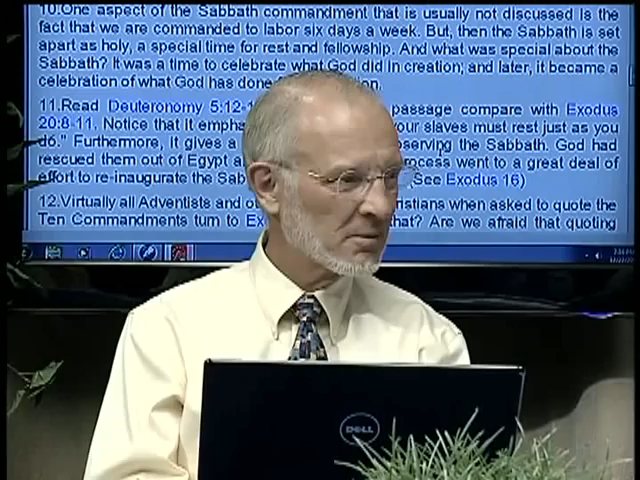 10.One aspect of the Sabbath commandment that is usually not discussed is the
fact that we are commanded to labor six days a week. But, then the Sabbath is set
apart as holy, a special time for rest and fellowship. And what was special about the
Sabbath? It was a time to celebrate what God did in creation; and later, it became a
celebration of what God has done
11.Read Deuteronomy 5:12-1 passage compare with Exodus
20:8-11. Notice that it empha your slaves must rest just as you
do." Furthermore, it gives a observing the Sabbath. God had
rescued them out of Egypt a rocess went to a great deal of
effort to re-inaugurate the Sab (See Exodus 16)
12.Virtually all Adventists and o ristians when asked to quote the
Ten Commandments turn to Ex that? Are we afraid that quoting
DELL